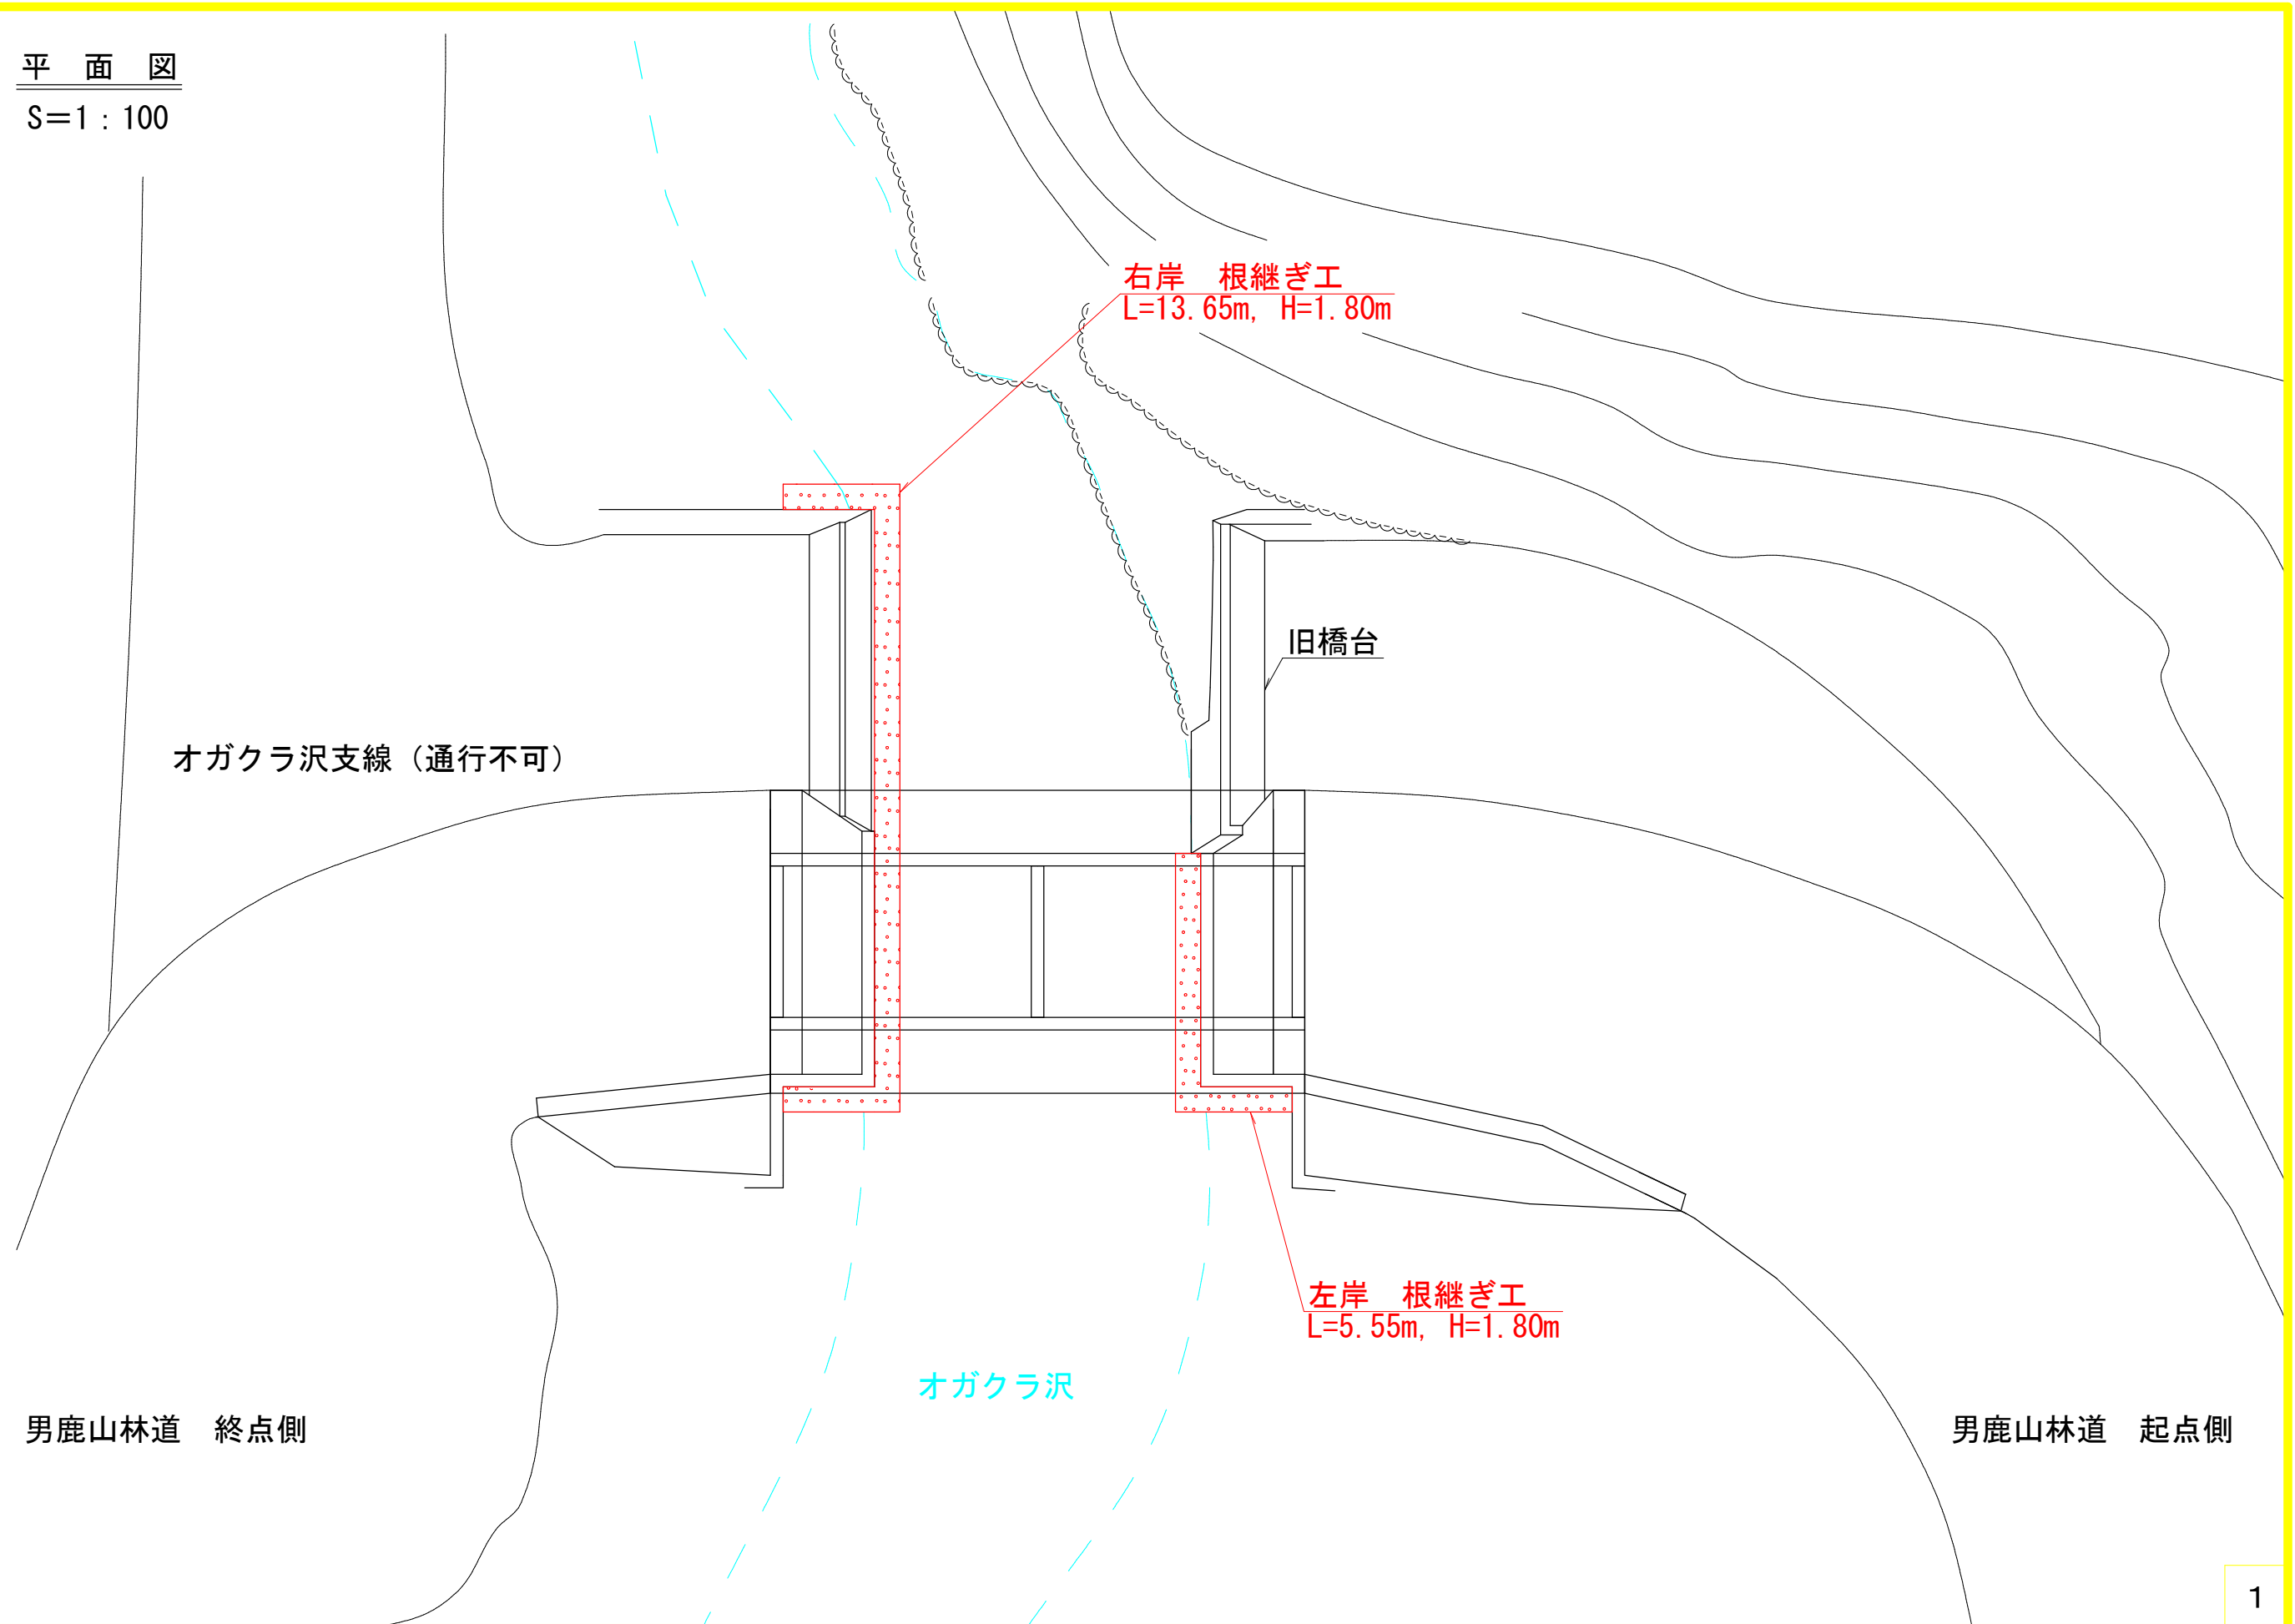 平 面 図
S=1：100
右岸　根継ぎ工
L=13.65m, H=1.80m
旧橋台
オガクラ沢支線（通行不可）
左岸　根継ぎ工
L=5.55m, H=1.80m
オガクラ沢
男鹿山林道　終点側
男鹿山林道　起点側
1